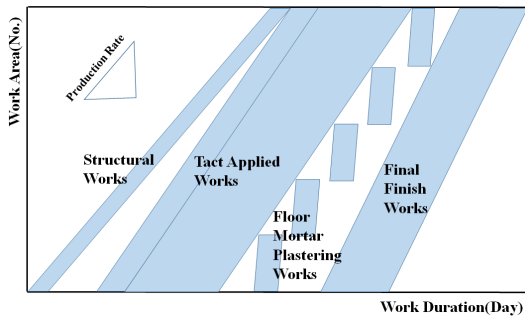 Work Area(No.)
Production Rate
Structural
Works
Tact Applied
Works
Floor
Mortar
Plastering
Works
Final
Finish
Works
Work Duration(Day)